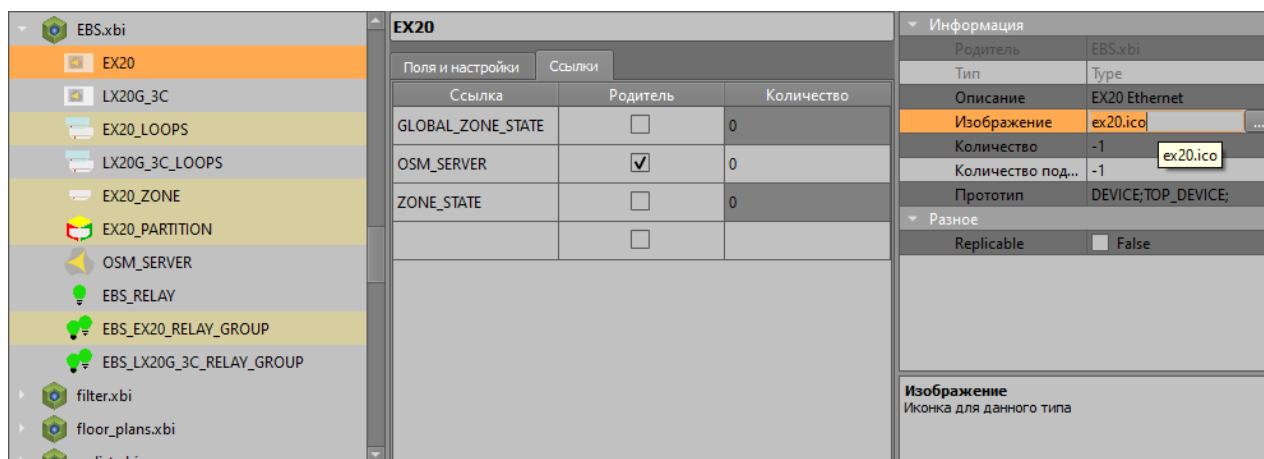 EBS.xbi
EX20
LX20G_3C
EX20_LOOPS
LX20G_3C_LOOPS
EX20_ZONE
EX20_PARTITION
OSM_SERVER
EBS_RELAY
EBS_EX20_RELAY_GROUP
EBS_LX20G_3C_RELAY_GROUP
filter.xbi
floor_plans.xbi
EX20
Поля и настройки Ссылки
Ссылка Родитель Количество
GLOBAL_ZONE_STATE 0
OSM_SERVER 0
ZONE_STATE 0
Информация
Родитель EBS.xbi
Тип Type
Описание EX20 Ethernet
Изображение ex20.ico ...
Количество -1
ex20.ico
Количество под... -1
Прототип DEVICE;TOP_DEVICE;
Разное
Replicable False
Изображение
Иконка для данного типа